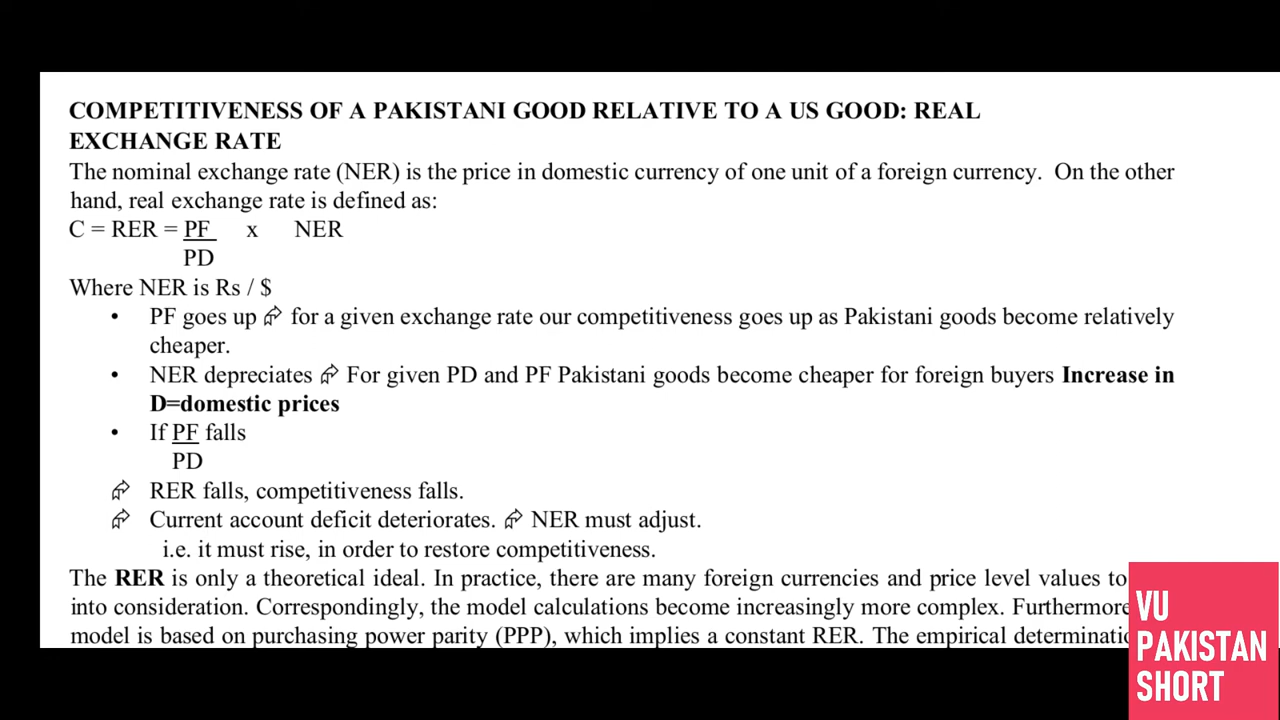 COMPETITIVENESS OF A PAKISTANI GOOD RELATIVE TO A US GOOD: REAL
EXCHANGE RATE
The nominal exchange rate (NER) is the price in domestic currency of one unit of a foreign currency. On the other
hand, real exchange rate is defined as:
C = RER = PF x NER
PD
Where NER is Rs / $
• PF goes up ⮳ for a given exchange rate our competitiveness goes up as Pakistani goods become relatively
cheaper.
• NER depreciates ⮳ For given PD and PF Pakistani goods become cheaper for foreign buyers Increase in
D=domestic prices
• If PF falls
PD
⮳ RER falls, competitiveness falls.
⮳ Current account deficit deteriorates. ⮳ NER must adjust.
i.e. it must rise, in order to restore competitiveness.
The RER is only a theoretical ideal. In practice, there are many foreign currencies and price level values to
into consideration. Correspondingly, the model calculations become increasingly more complex. Furthermore
model is based on purchasing power parity (PPP), which implies a constant RER. The empirical
VU
PAKISTAN
SHORT